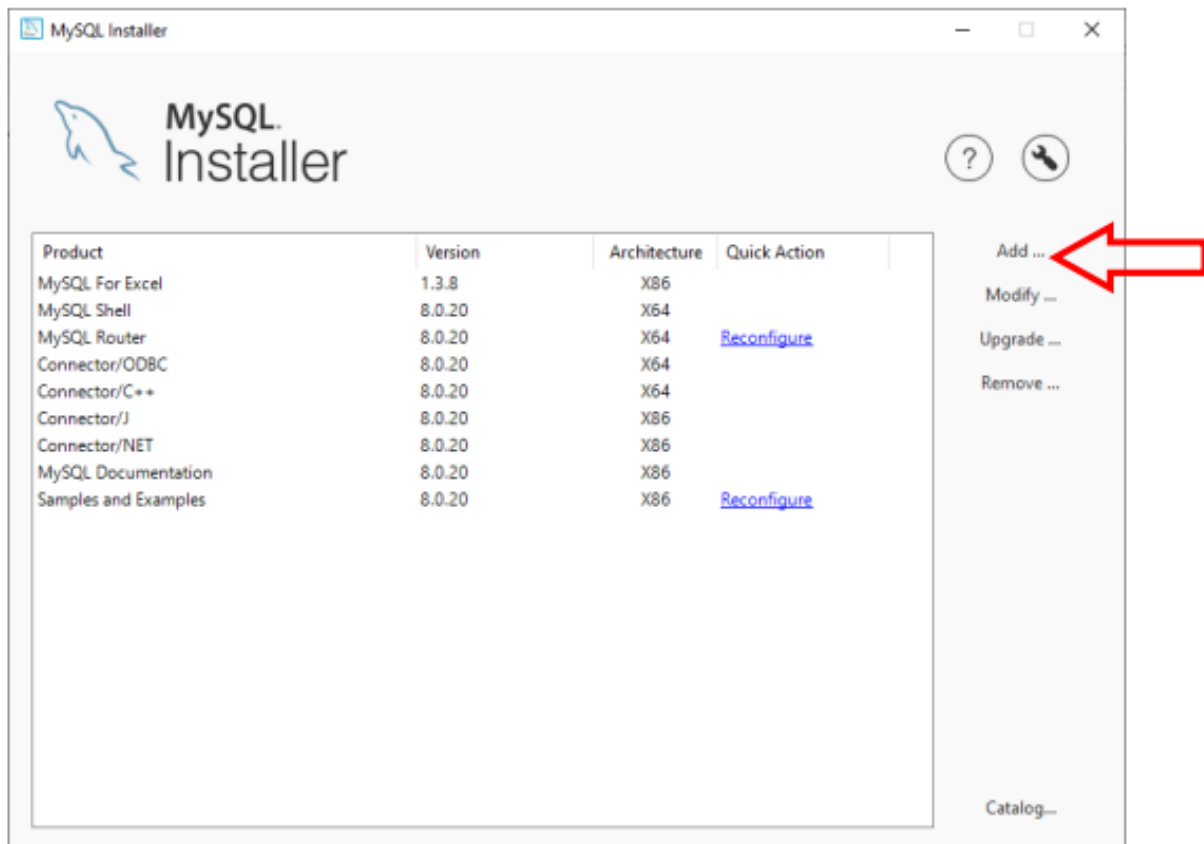 MySQL Installer
MySQL.
Installer
?
Product Version Architecture Quick Action
MySQL For Excel 1.3.8 X86
MySQL Shell 8.0.20 X64
MySQL Router 8.0.20 X64 Reconfigure
Connector/ODBC 8.0.20 X64
Connector/C++ 8.0.20 X64
Connector/J 8.0.20 X86
Connector/NET 8.0.20 X86
MySQL Documentation 8.0.20 X86
Samples and Examples 8.0.20 X86 Reconfigure
Add ...
Modify ...
Upgrade ...
Remove ...
Catalog...